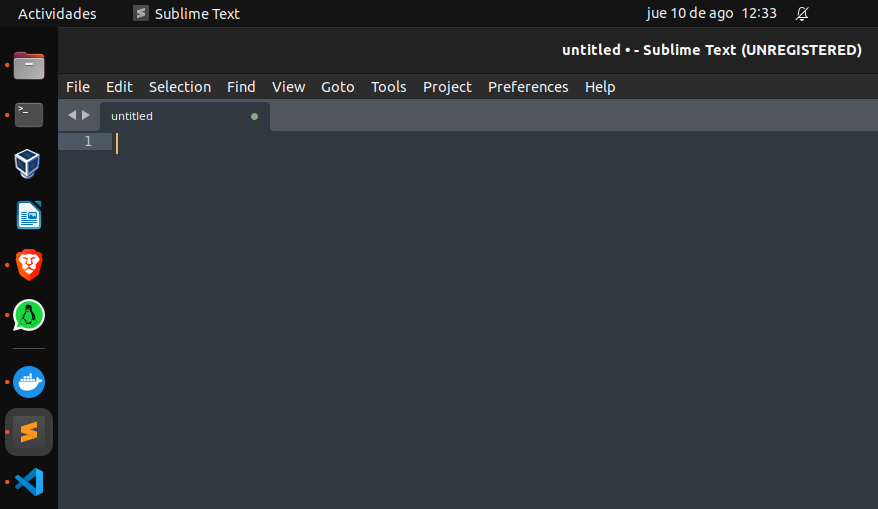 Actividades Sublime Text jue 10 de ago 12:33
untitled • - Sublime Text (UNREGISTERED)
File Edit Selection Find View Goto Tools Project Preferences Help
untitled
1